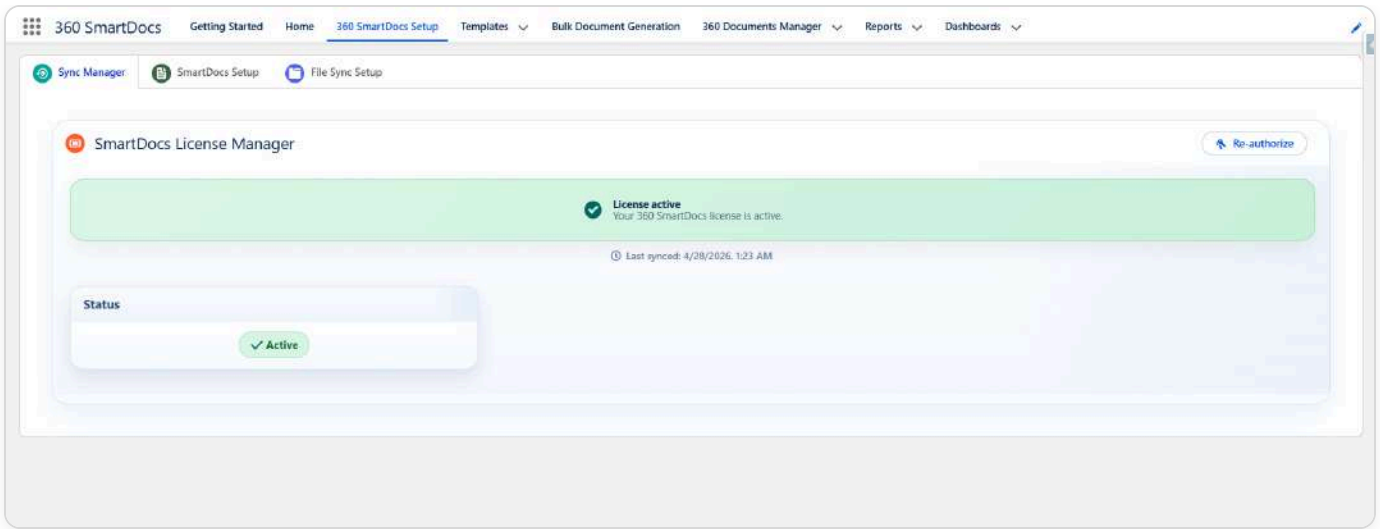 360 SmartDocs Getting Started Home 360 SmartDocs Setup Templates Bulk Document Generation 360 Documents Manager Reports Dashboards
Sync Manager SmartDocs Setup File Sync Setup
SmartDocs License Manager Re-authorize
License active
Your 360 SmartDocs license is active.
Last synced: 4/28/2026, 1:23 AM
Status
Active